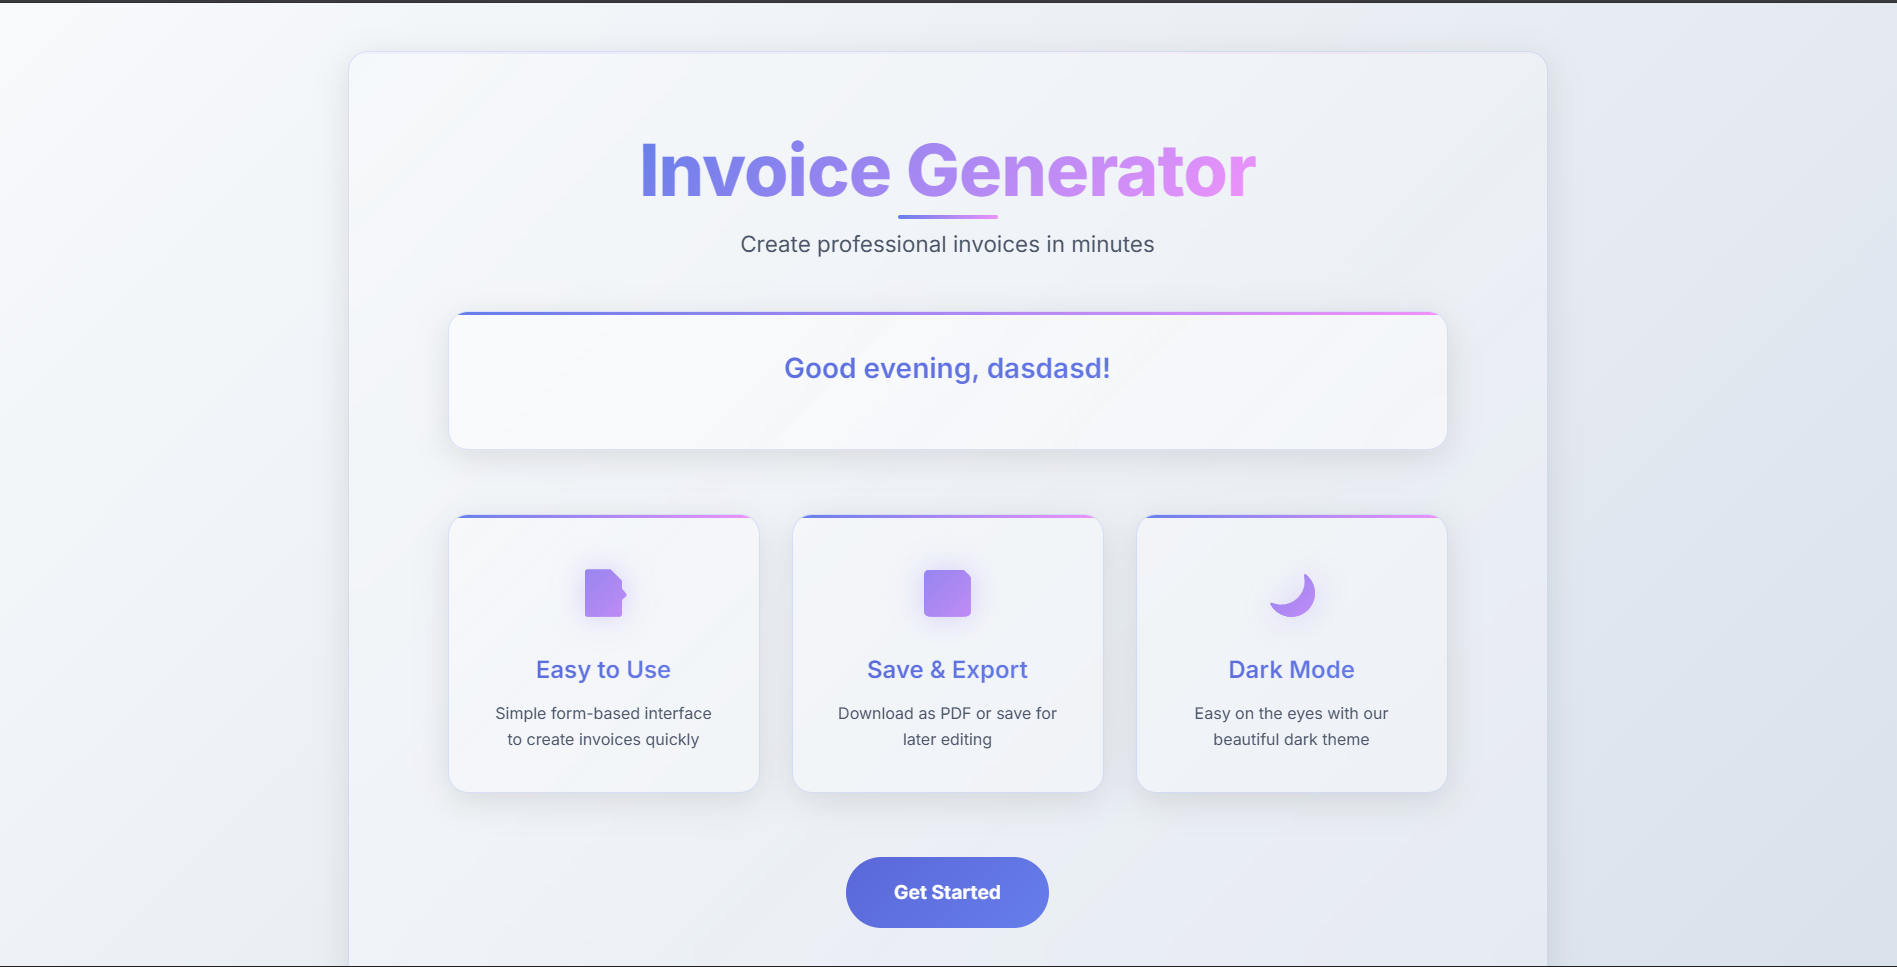 Invoice Generator
Create professional invoices in minutes
Good evening, dasdasd!
Easy to Use
Simple form-based interface
to create invoices quickly
Save & Export
Download as PDF or save for
later editing
Dark Mode
Easy on the eyes with our
beautiful dark theme
Get Started